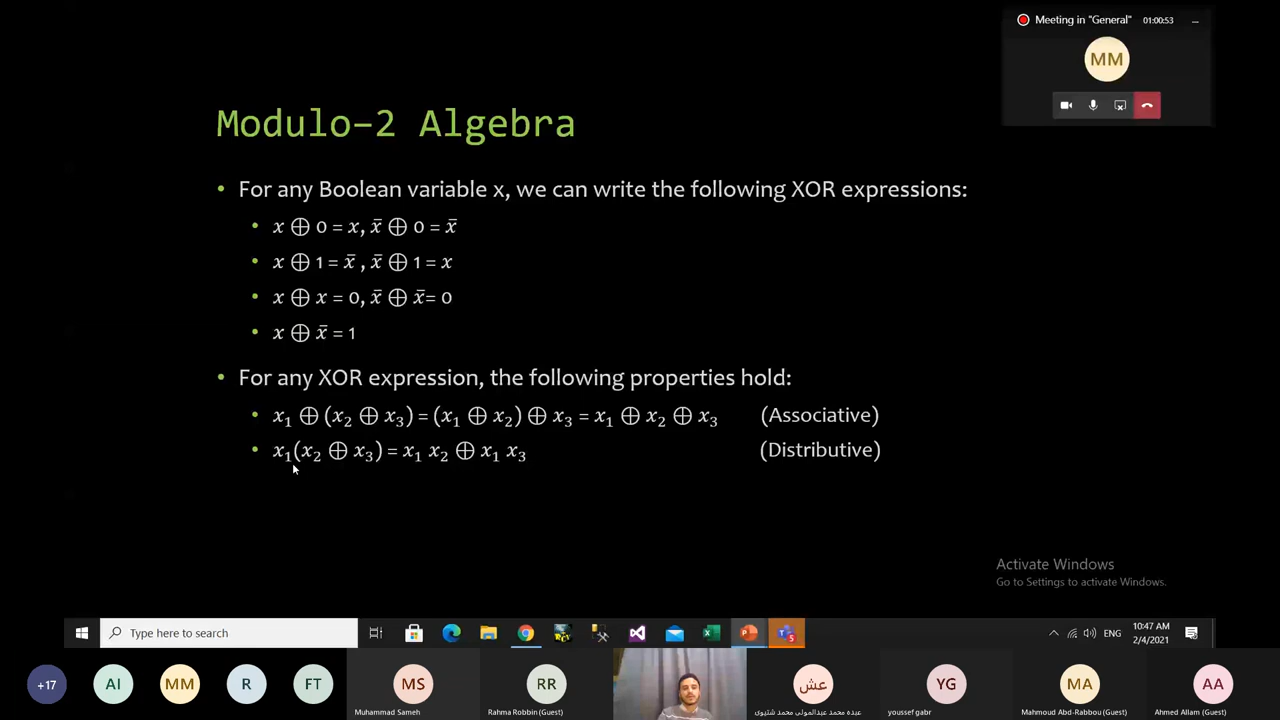 Meeting in "General" 01:00:53
MM
Modulo–2 Algebra
• For any Boolean variable x, we can write the following XOR expressions:
• x ⊕ 0 = x, x̄ ⊕ 0 = x̄
• x ⊕ 1 = x̄ , x̄ ⊕ 1 = x
• x ⊕ x = 0, x̄ ⊕ x̄= 0
• x ⊕ x̄ = 1
• For any XOR expression, the following properties hold:
• x₁ ⊕ (x₂ ⊕ x₃) = (x₁ ⊕ x₂) ⊕ x₃ = x₁ ⊕ x₂ ⊕ x₃ (Associative)
• x₁(x₂ ⊕ x₃) = x₁ x₂ ⊕ x₁ x₃ (Distributive)
Activate Windows
Go to Settings to activate Windows.
Type here to search
ENG
10:47 AM
2/4/2021
+17 AI MM R FT MS RR عش YG MA AA
Muhammad Sameh Rahma Robbin (Guest) عبده محمد عبدالمولى محمد شتيوى youssef gabr Mahmoud Abd-Rabbou (Guest) Ahmed Allam (Guest)